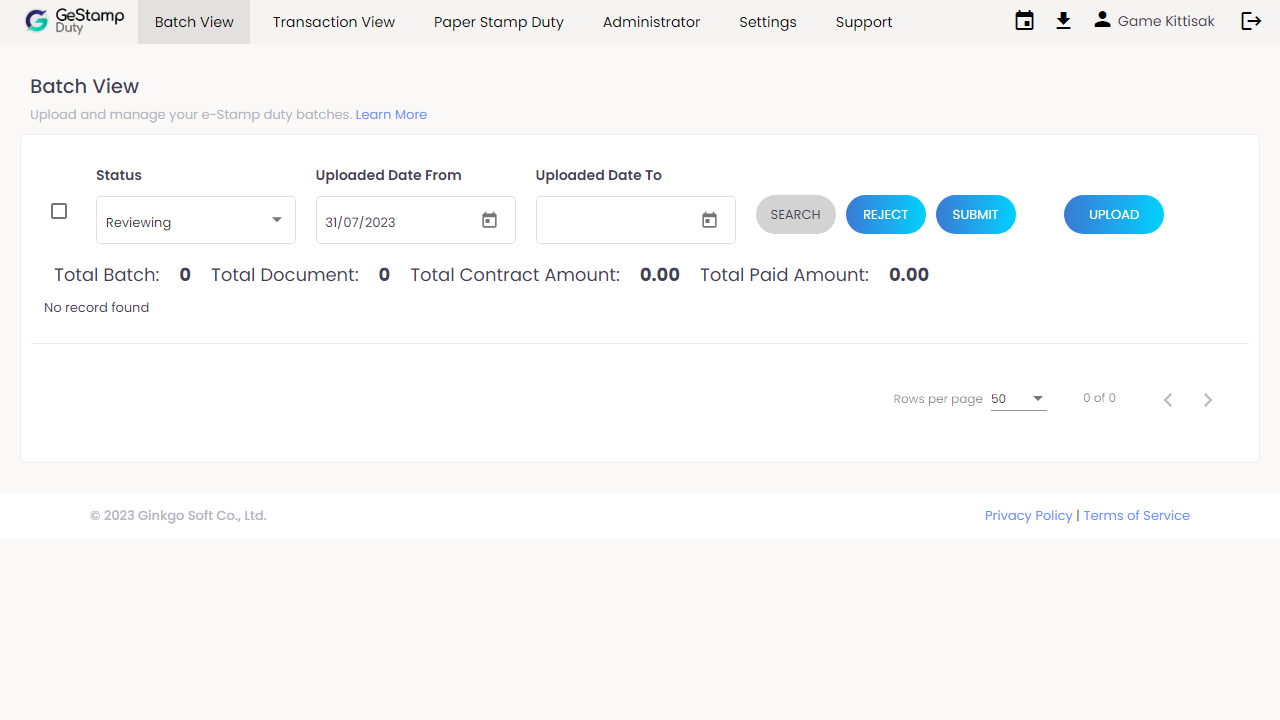 GeStamp Duty Batch View Transaction View Paper Stamp Duty Administrator Settings Support Game Kittisak
Batch View
Upload and manage your e-Stamp duty batches. Learn More
Status Uploaded Date From Uploaded Date To
Reviewing 31/07/2023 SEARCH REJECT SUBMIT UPLOAD
Total Batch: 0 Total Document: 0 Total Contract Amount: 0.00 Total Paid Amount: 0.00
No record found
Rows per page 50 0 of 0
© 2023 Ginkgo Soft Co., Ltd. Privacy Policy | Terms of Service